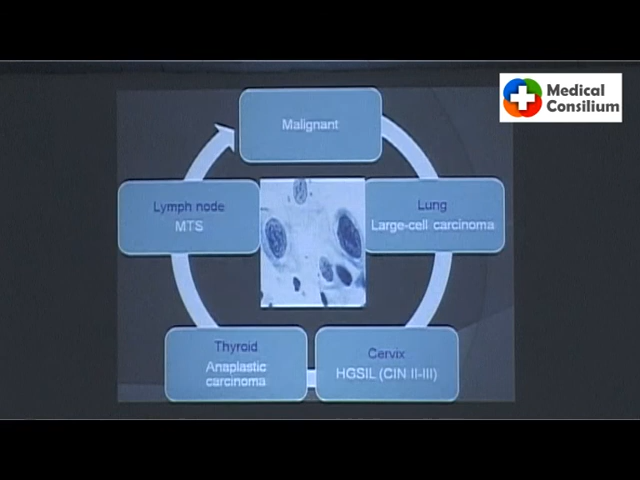 Medical
Consilium
Malignant
Lymph node
MTS
Lung
Large-cell carcinoma
Thyroid
Anaplastic
carcinoma
Cervix
HGSIL (CIN II-III)